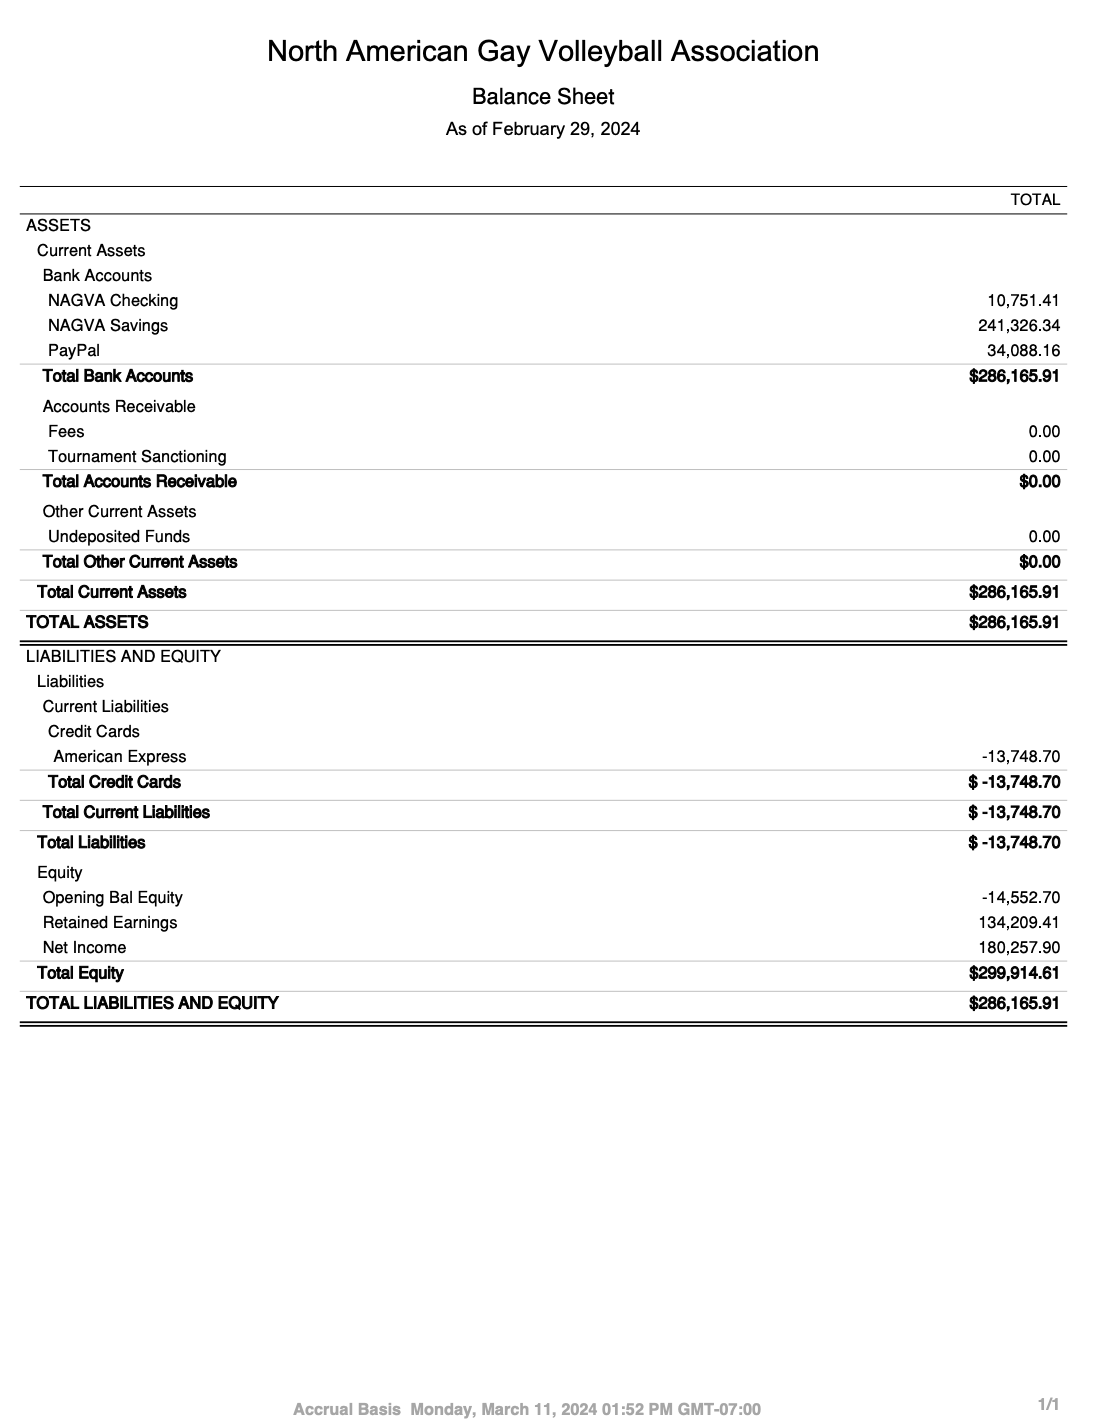 North American Gay Volleyball Association
Balance Sheet
As of February 29, 2024
TOTAL
ASSETS
Current Assets
Bank Accounts
NAGVA Checking 10,751.41
NAGVA Savings 241,326.34
PayPal 34,088.16
Total Bank Accounts $286,165.91
Accounts Receivable
Fees 0.00
Tournament Sanctioning 0.00
Total Accounts Receivable $0.00
Other Current Assets
Undeposited Funds 0.00
Total Other Current Assets $0.00
Total Current Assets $286,165.91
TOTAL ASSETS $286,165.91
LIABILITIES AND EQUITY
Liabilities
Current Liabilities
Credit Cards
American Express -13,748.70
Total Credit Cards $ -13,748.70
Total Current Liabilities $ -13,748.70
Total Liabilities $ -13,748.70
Equity
Opening Bal Equity -14,552.70
Retained Earnings 134,209.41
Net Income 180,257.90
Total Equity $299,914.61
TOTAL LIABILITIES AND EQUITY $286,165.91
Accrual Basis Monday, March 11, 2024 01:52 PM GMT-07:00 1/1